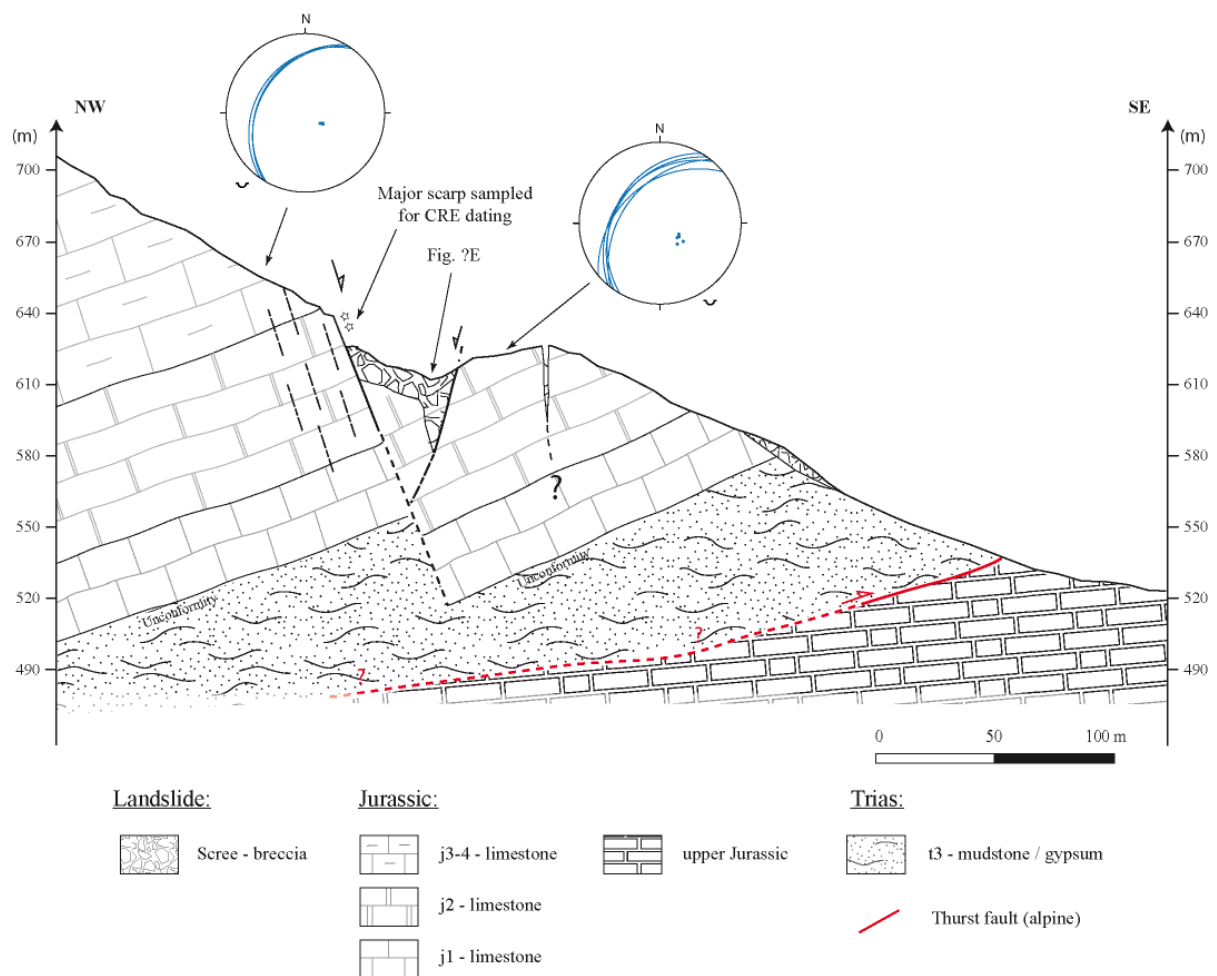 N
NW
SE
(m)
(m)
N
Major scarp sampled
for CRE dating
Fig. ?E
700
700
670
670
640
640
610
610
580
580
?
550
550
Unconformity
Unconformity
520
520
?
490
490
?
0 50 100 m
Landslide:
Jurassic:
Trias:
Scree - breccia
j3-4 - limestone
upper Jurassic
t3 - mudstone / gypsum
j2 - limestone
Thurst fault (alpine)
j1 - limestone